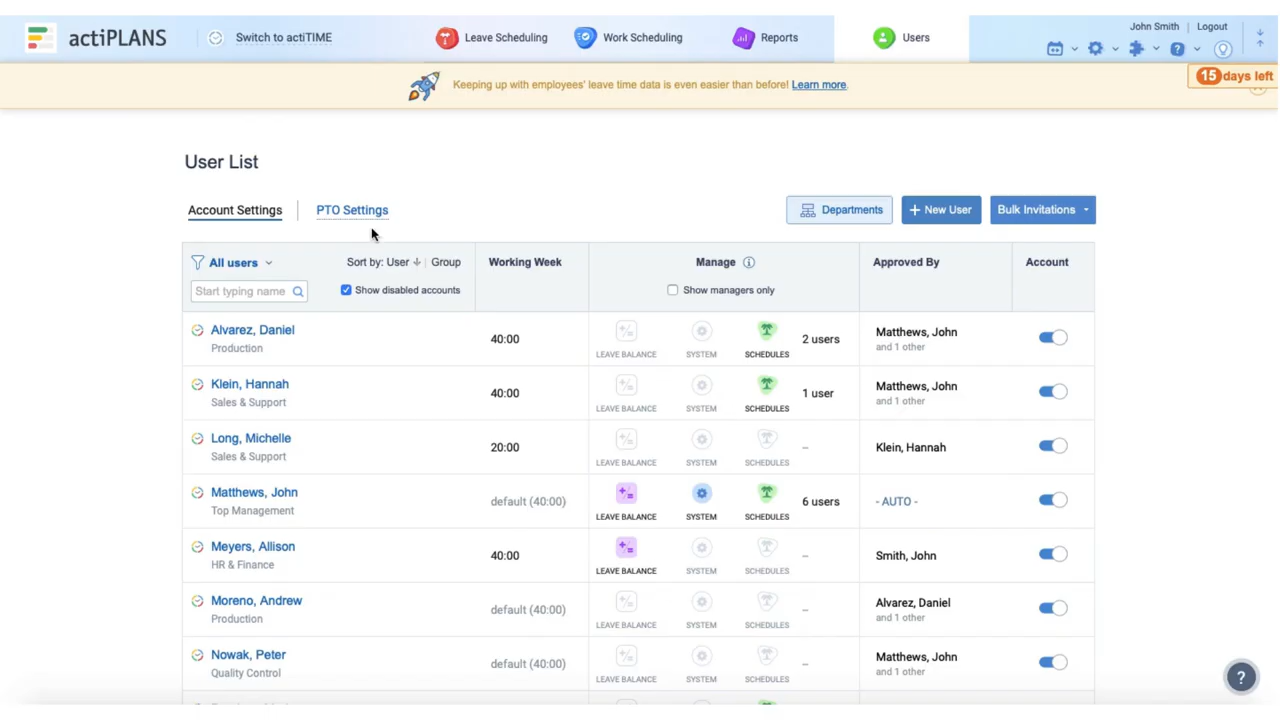 actiPLANS
Switch to actiTIME
Leave Scheduling
Work Scheduling
Reports
Users
John Smith | Logout
Keeping up with employees' leave time data is even easier than before! Learn more.
15 days left
User List
Account Settings
PTO Settings
Departments
+ New User
Bulk Invitations
All users
Sort by: User ↓ | Group
Working Week
Manage
Approved By
Account
Start typing name
Show disabled accounts
Show managers only
Alvarez, Daniel
Production
40:00
LEAVE BALANCE
SYSTEM
SCHEDULES
2 users
Matthews, John
and 1 other
Klein, Hannah
Sales & Support
40:00
LEAVE BALANCE
SYSTEM
SCHEDULES
1 user
Matthews, John
and 1 other
Long, Michelle
Sales & Support
20:00
LEAVE BALANCE
SYSTEM
SCHEDULES
–
Klein, Hannah
Matthews, John
Top Management
default (40:00)
LEAVE BALANCE
SYSTEM
SCHEDULES
6 users
- AUTO -
Meyers, Allison
HR & Finance
40:00
LEAVE BALANCE
SYSTEM
SCHEDULES
–
Smith, John
Moreno, Andrew
Production
default (40:00)
LEAVE BALANCE
SYSTEM
SCHEDULES
–
Alvarez, Daniel
and 1 other
Nowak, Peter
Quality Control
default (40:00)
LEAVE BALANCE
SYSTEM
SCHEDULES
–
Matthews, John
and 1 other
?